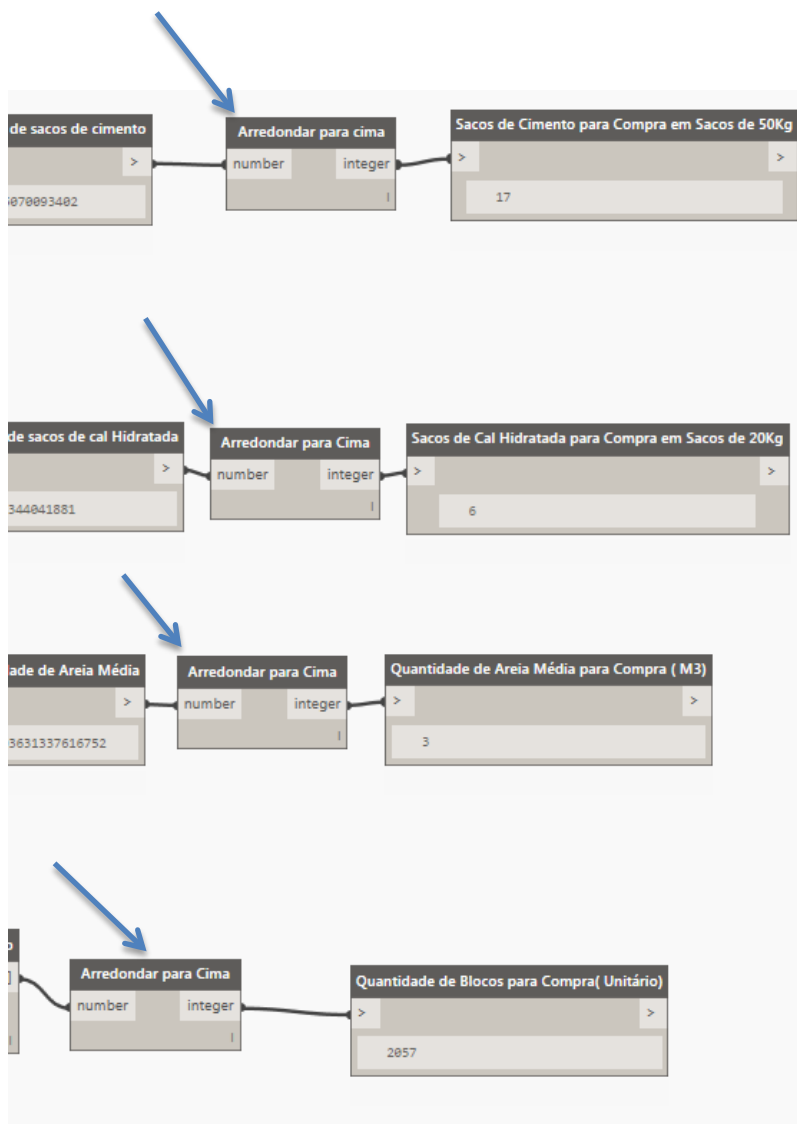 de sacos de cimento
Arredondar para cima
Sacos de Cimento para Compra em Sacos de 50Kg
>
number
integer
>
>
5070093402
l
17
de sacos de cal Hidratada
Arredondar para Cima
Sacos de Cal Hidratada para Compra em Sacos de 20Kg
>
number
integer
>
>
344041881
l
6
dade de Areia Média
Arredondar para Cima
Quantidade de Areia Média para Compra ( M3)
>
number
integer
>
>
3631337616752
l
3
Arredondar para Cima
Quantidade de Blocos para Compra( Unitário)
]
number
integer
>
>
l
l
2057